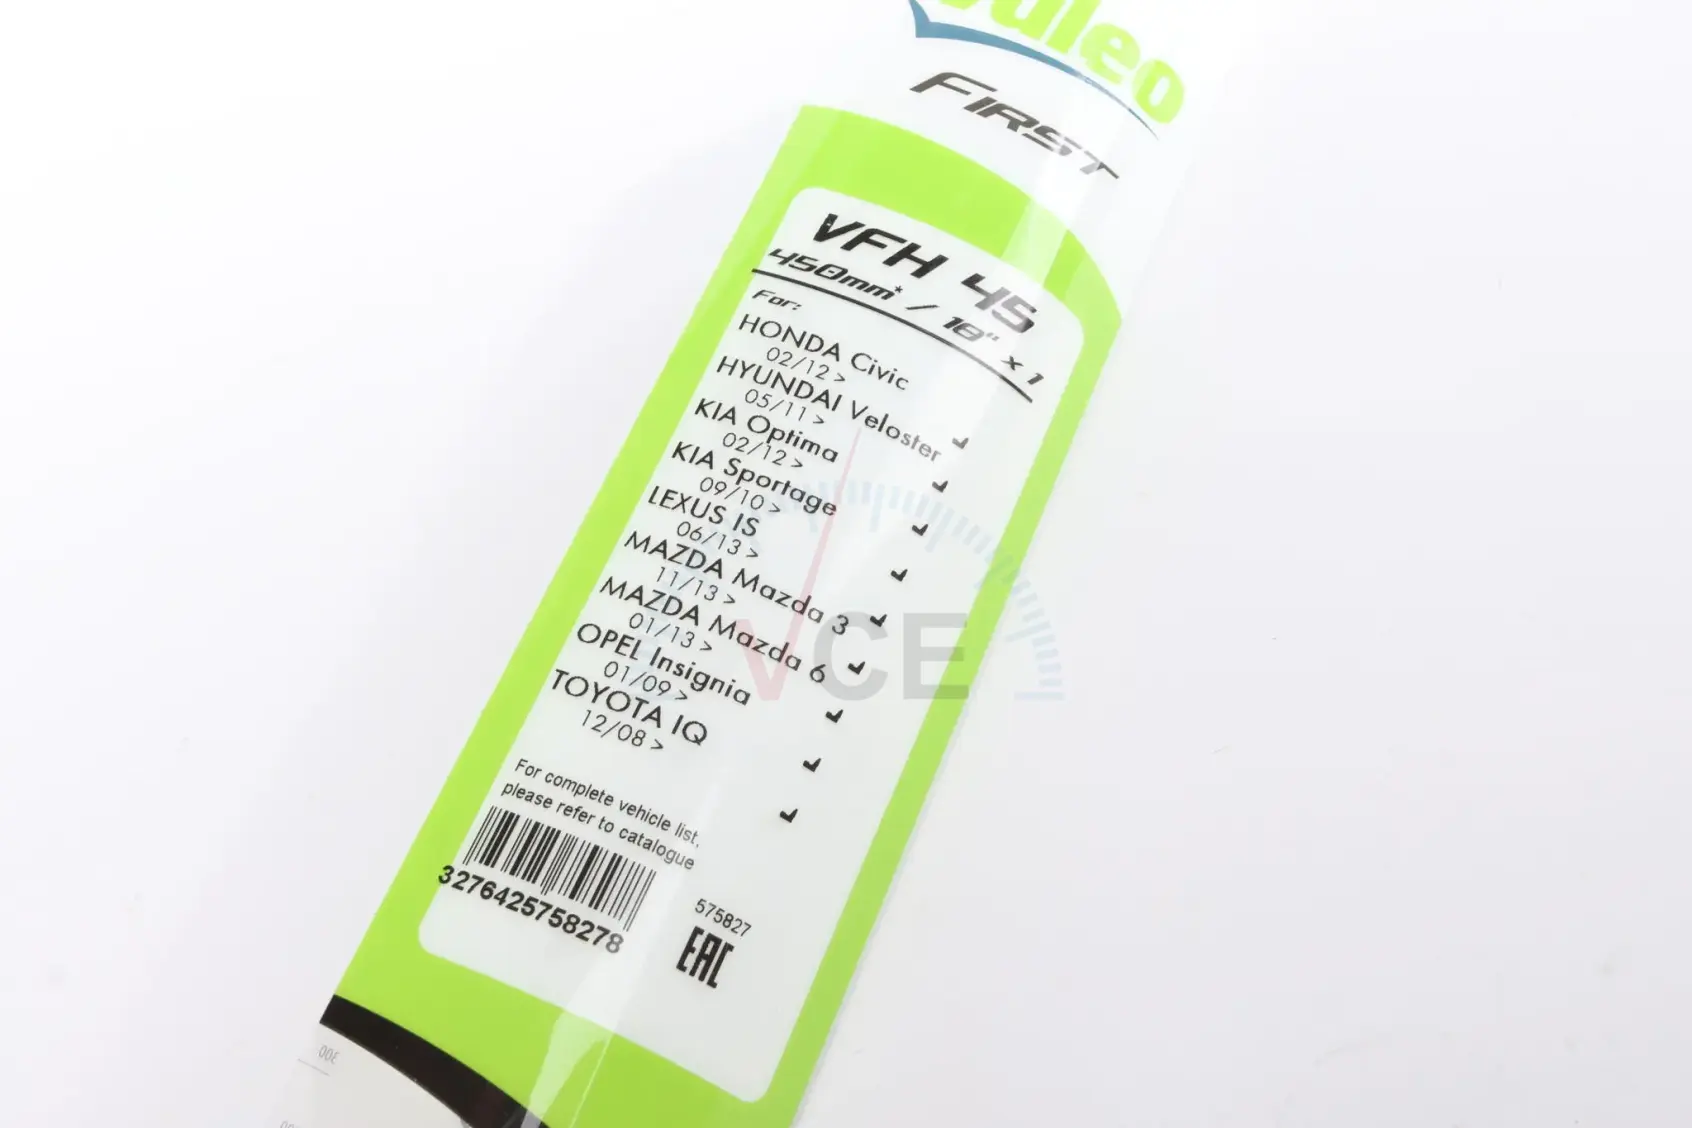 valeo
FIRST
VFH 45
450mm* / 18" x 1
For:
HONDA Civic
02/12 >
HYUNDAI Veloster
05/11 >
KIA Optima
02/12 >
KIA Sportage
09/10 >
LEXUS IS
06/13 >
MAZDA Mazda 3
11/13 >
MAZDA Mazda 6
01/13 >
OPEL Insignia
01/09 >
TOYOTA IQ
12/08 >
For complete vehicle list,
please refer to catalogue
3276425758278
575827
EAC
300
VCE